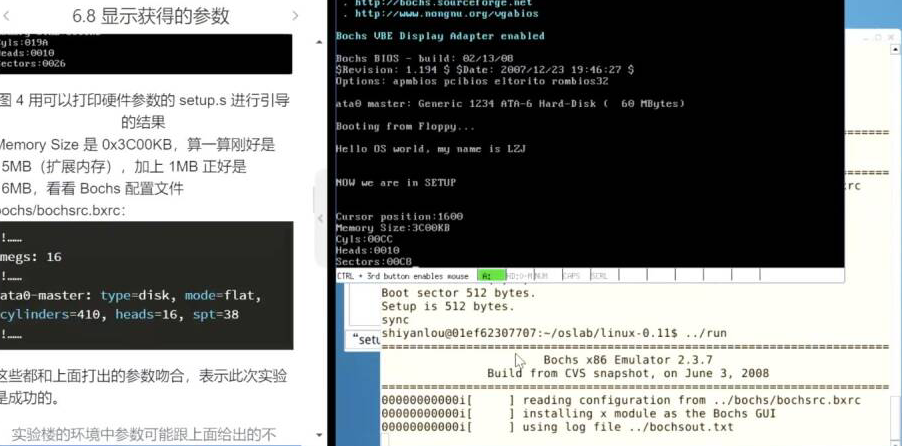 6.8 显示获得的参数
Cyls:019A
Heads:0010
Sectors:0026
图 4 用可以打印硬件参数的 setup.s 进行引导
的结果
Memory Size 是 0x3C00KB，算一算刚好是
5MB（扩展内存），加上 1MB 正好是
6MB，看看 Bochs 配置文件
bochs/bochsrc.bxrc：
!……
megs: 16
!……
ata0-master: type=disk, mode=flat,
cylinders=410, heads=16, spt=38
!……
这些都和上面打出的参数吻合，表示此次实验
是成功的。
实验楼的环境中参数可能跟上面给出的不
. http://bochs.sourceforge.net
. http://www.nongnu.org/vgabios
Bochs VBE Display Adapter enabled
Bochs BIOS - build: 02/13/08
$Revision: 1.194 $ $Date: 2007/12/23 19:46:27 $
Options: apmbios pcibios eltorito rombios32
ata0 master: Generic 1234 ATA-6 Hard-Disk ( 60 MBytes)
Booting from Floppy...
Hello OS world, my name is LZJ
NOW we are in SETUP
Cursor position:1600
Memory Size:3C00KB
Cyls:00CC
Heads:0010
Sectors:00C8_
CTRL + 3rd button enables mouse A: HD:0-M NUM CAPS SCRL
rc
Boot sector 512 bytes.
Setup is 512 bytes.
sync
shiyanlou@01ef62307707:~/oslab/linux-0.11$ ../run
"setu
========================================================================
Bochs x86 Emulator 2.3.7
Build from CVS snapshot, on June 3, 2008
========================================================================
00000000000i[ ] reading configuration from ../bochs/bochsrc.bxrc
00000000000i[ ] installing x module as the Bochs GUI
00000000000i[ ] using log file ../bochsout.txt